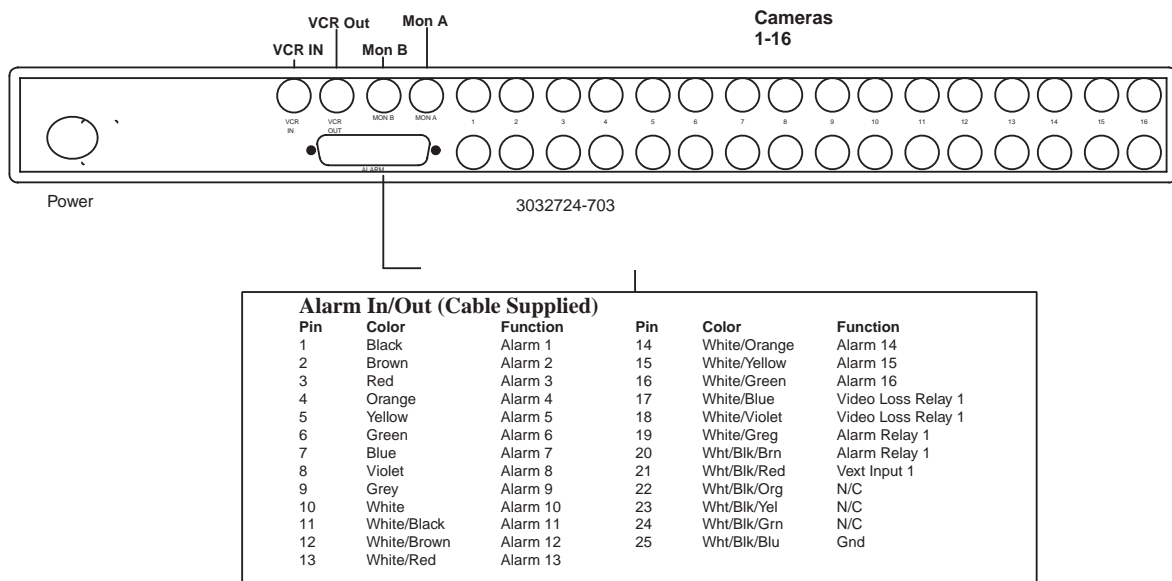 VCR Out Mon A Cameras
1-16
VCR IN Mon B
VCR IN VCR OUT MON B MON A 1 2 3 4 5 6 7 8 9 10 11 12 13 14 15 16
ALARM
Power
3032724-703
Alarm In/Out (Cable Supplied)
Pin Color Function Pin Color Function
1 Black Alarm 1 14 White/Orange Alarm 14
2 Brown Alarm 2 15 White/Yellow Alarm 15
3 Red Alarm 3 16 White/Green Alarm 16
4 Orange Alarm 4 17 White/Blue Video Loss Relay 1
5 Yellow Alarm 5 18 White/Violet Video Loss Relay 1
6 Green Alarm 6 19 White/Greg Alarm Relay 1
7 Blue Alarm 7 20 Wht/Blk/Brn Alarm Relay 1
8 Violet Alarm 8 21 Wht/Blk/Red Vext Input 1
9 Grey Alarm 9 22 Wht/Blk/Org N/C
10 White Alarm 10 23 Wht/Blk/Yel N/C
11 White/Black Alarm 11 24 Wht/Blk/Grn N/C
12 White/Brown Alarm 12 25 Wht/Blk/Blu Gnd
13 White/Red Alarm 13